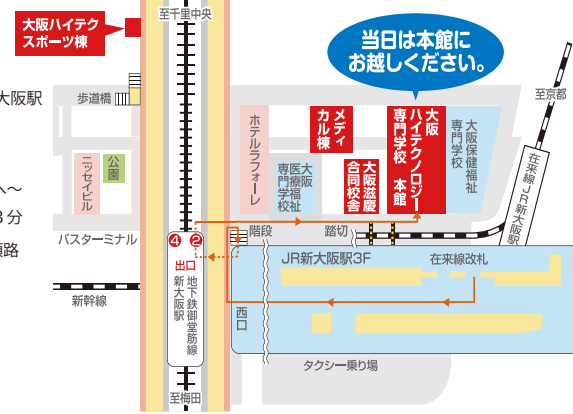 至千里中央
大阪ハイテク
スポーツ棟
当日は本館に
お越しください。
大阪駅
歩道橋
至京都
ホテルラフォーレ
メディ
カル棟
大阪
ハイテクノロジー
専門学校 本館
大阪保健福祉
専門学校
大阪
医療福祉
専門学校
大阪滋慶
合同校舎
公園
ニッセイビル
へ〜
3分
順路
在来線JR新大阪駅
バスターミナル
4
2
階段
踏切
出口
JR新大阪駅3F
在来線改札
地下鉄御堂筋線
新大阪駅
新幹線
西口
タクシー乗り場
至梅田